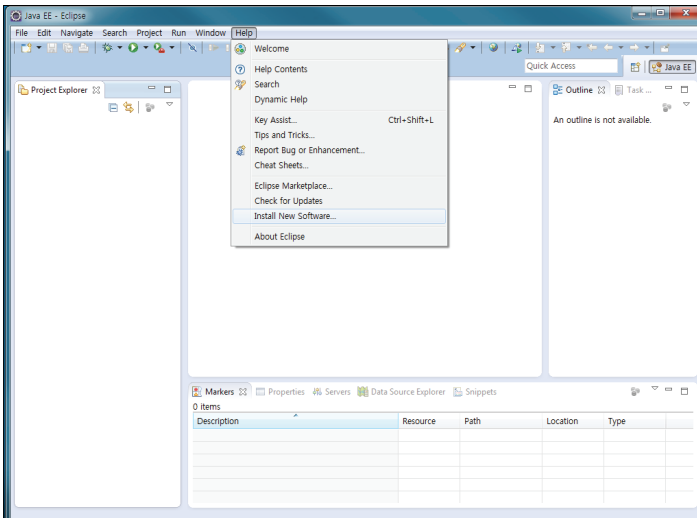 Java EE - Eclipse
File Edit Navigate Search Project Run Window Help
Quick Access
Java EE
Project Explorer
Welcome
Help Contents
Search
Dynamic Help
Key Assist... Ctrl+Shift+L
Tips and Tricks...
Report Bug or Enhancement...
Cheat Sheets...
Eclipse Marketplace...
Check for Updates
Install New Software...
About Eclipse
Outline Task ...
An outline is not available.
Markers Properties Servers Data Source Explorer Snippets
0 items
Description Resource Path Location Type